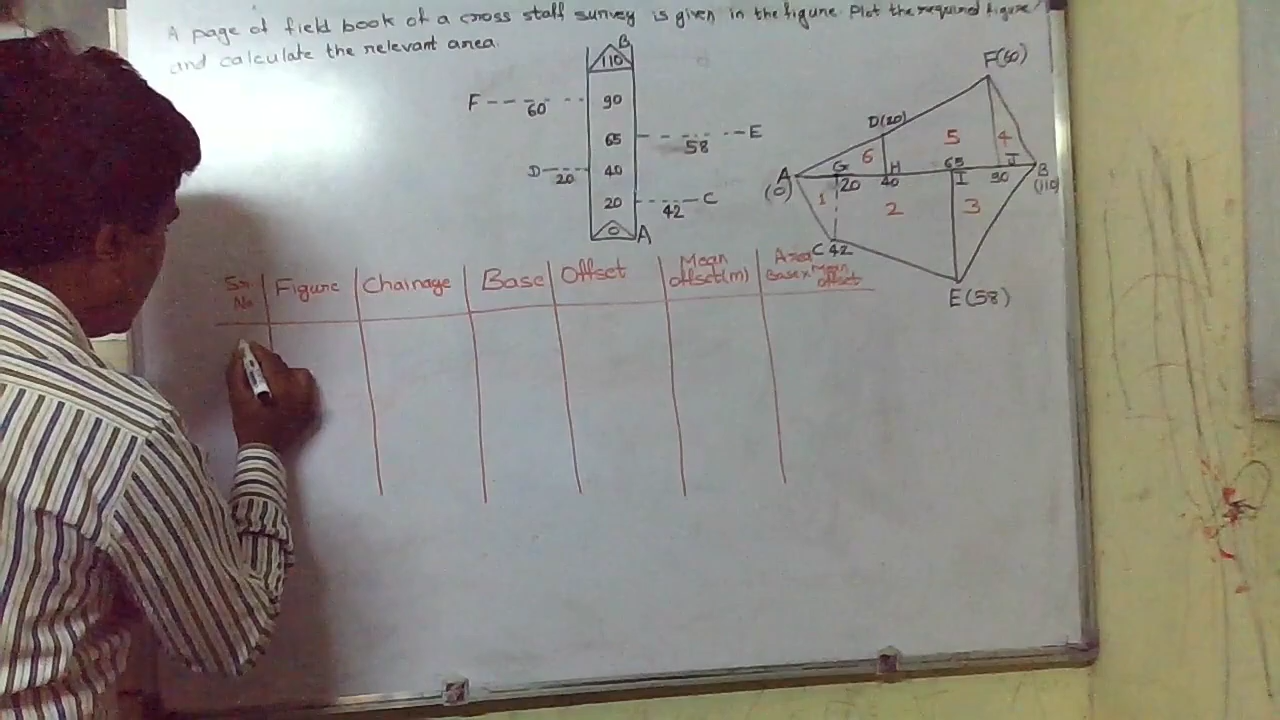 A page of field book of a cross staff survey is given in the figure. Plot the required figure
and calculate the relevant area.
B
110
F 60 90
65 58 E
D 20 40
20 42 C
0 A
F(60)
D(20)
5
4
6
A G H 65 J B
(0) 20 40 I 90 (110)
1
2 3
C 42
E (58)
Sr. No Figure Chainage Base Offset Mean offset(m) Area Base x Mean offset